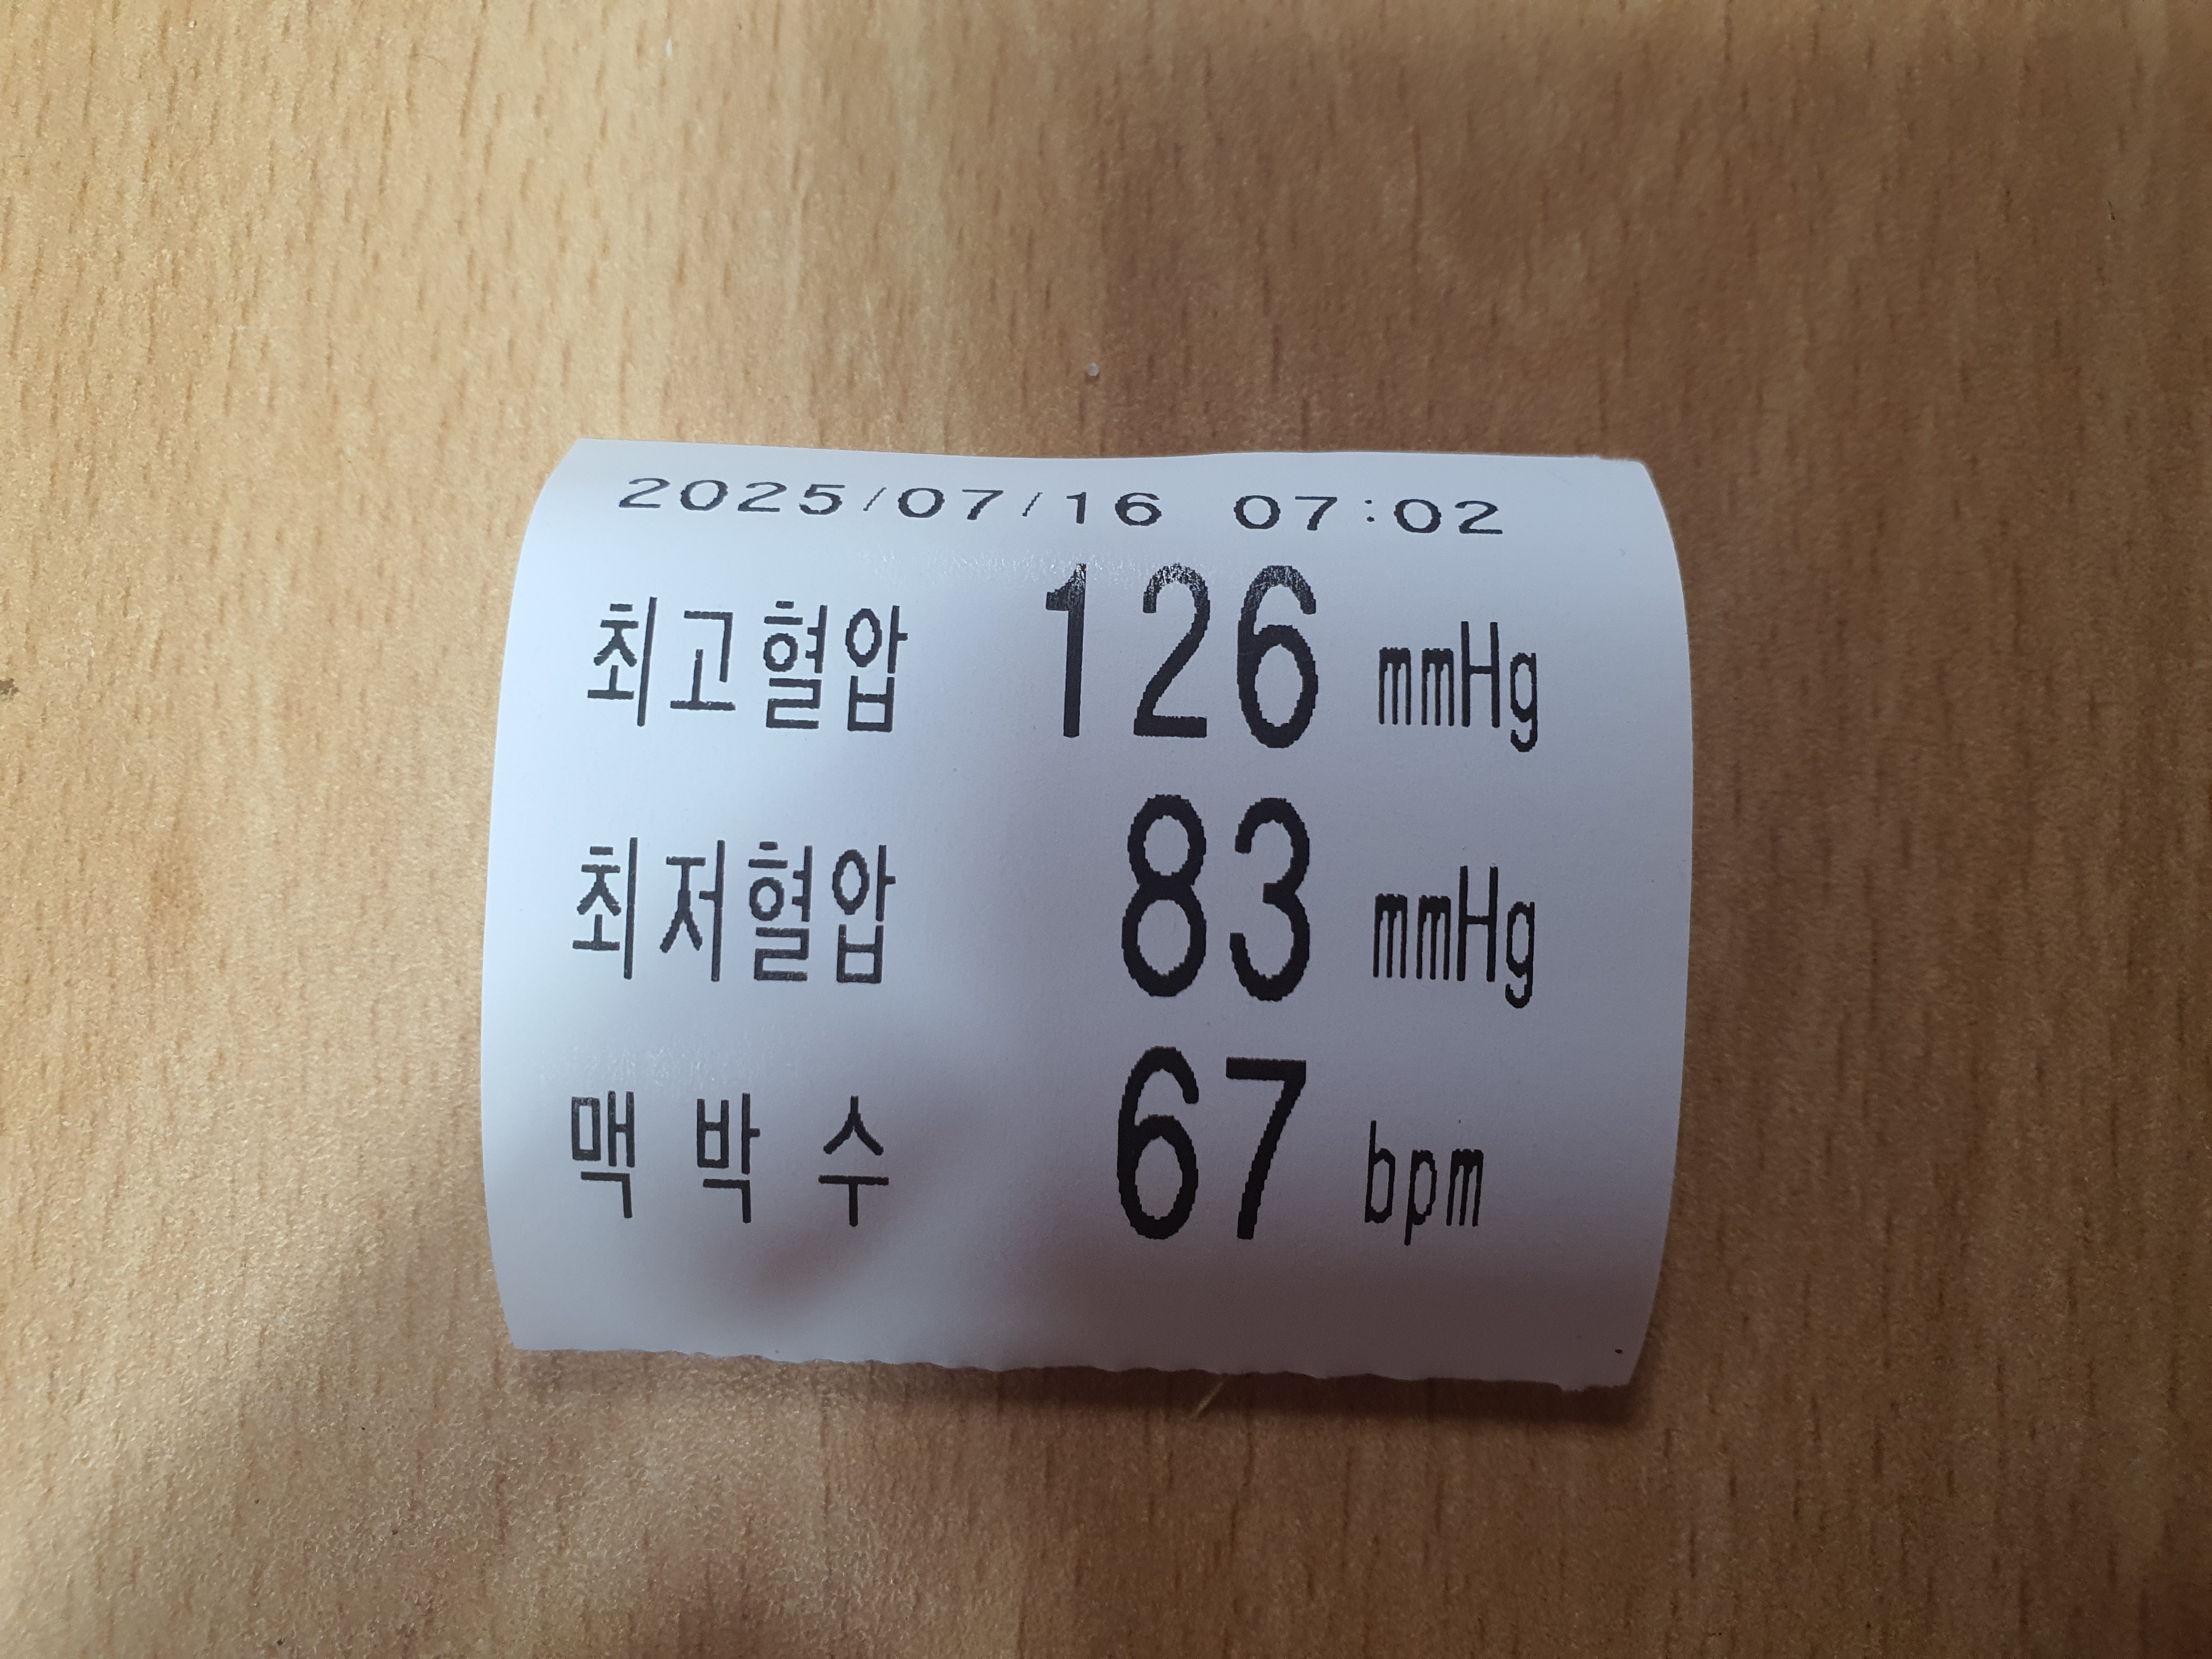 2025/07/16 07:02
최고혈압 126 mmHg
최저혈압 83 mmHg
맥 박 수 67 bpm